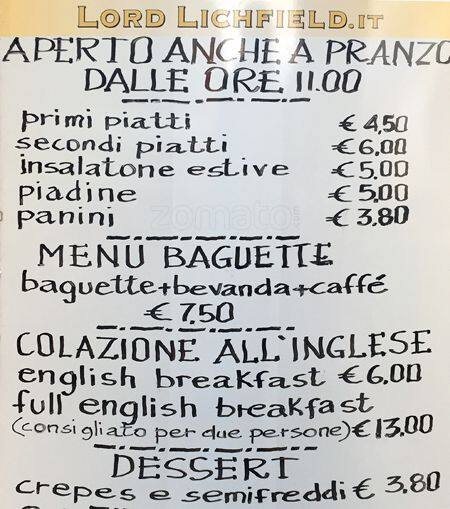 LORD LICHFIELD.IT
APERTO ANCHE A PRANZO
DALLE ORE 11.00
primi piatti € 4,50
secondi piatti € 6,00
insalatone estive € 5,00
piadine € 5,00
panini € 3.80
zomato
MENU BAGUETTE
baguette+bevanda+caffé
€ 7,50
COLAZIONE ALL'INGLESE
english breakfast € 6,00
full english breakfast
(consigliato per due persone) € 13,00
DESSERT
crepes e semifreddi € 3.80